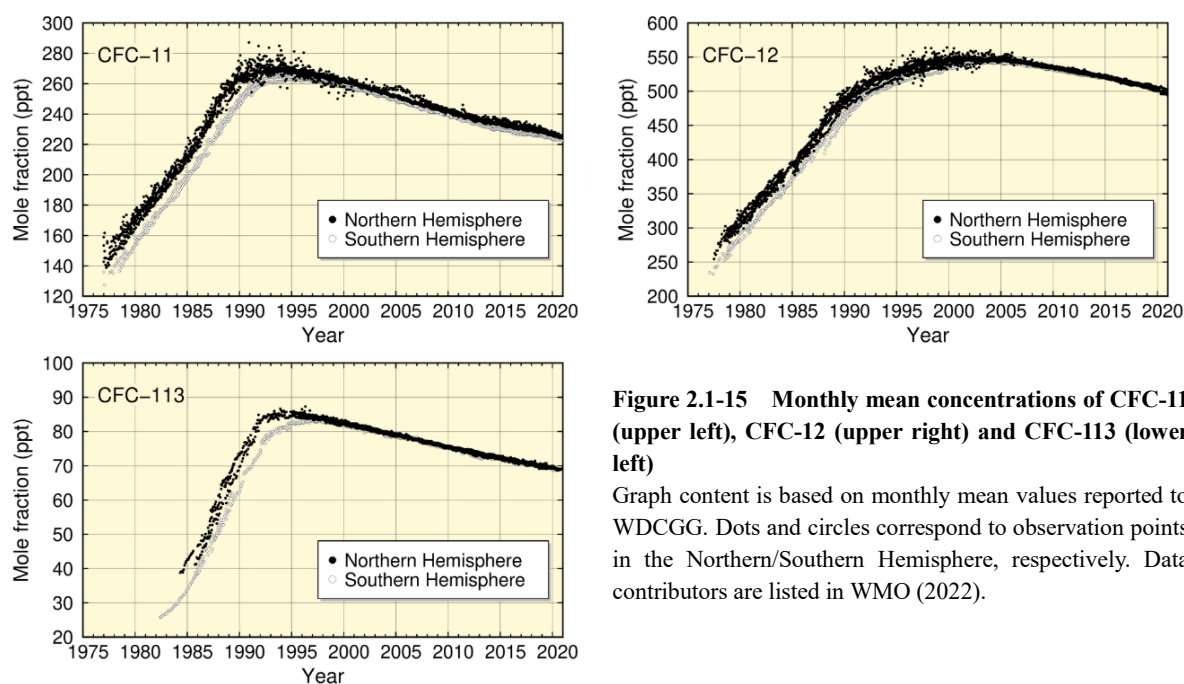 CFC−11
Mole fraction (ppt)
300
280
260
240
220
200
180
160
140
120
1975 1980 1985 1990 1995 2000 2005 2010 2015 2020
Year
Northern Hemisphere
Southern Hemisphere
CFC−12
Mole fraction (ppt)
600
550
500
450
400
350
300
250
200
1975 1980 1985 1990 1995 2000 2005 2010 2015 2020
Year
Northern Hemisphere
Southern Hemisphere
CFC−113
Mole fraction (ppt)
100
90
80
70
60
50
40
30
20
1975 1980 1985 1990 1995 2000 2005 2010 2015 2020
Year
Northern Hemisphere
Southern Hemisphere
Figure 2.1-15 Monthly mean concentrations of CFC-11
(upper left), CFC-12 (upper right) and CFC-113 (lower
left)
Graph content is based on monthly mean values reported to
WDCGG. Dots and circles correspond to observation points
in the Northern/Southern Hemisphere, respectively. Data
contributors are listed in WMO (2022).